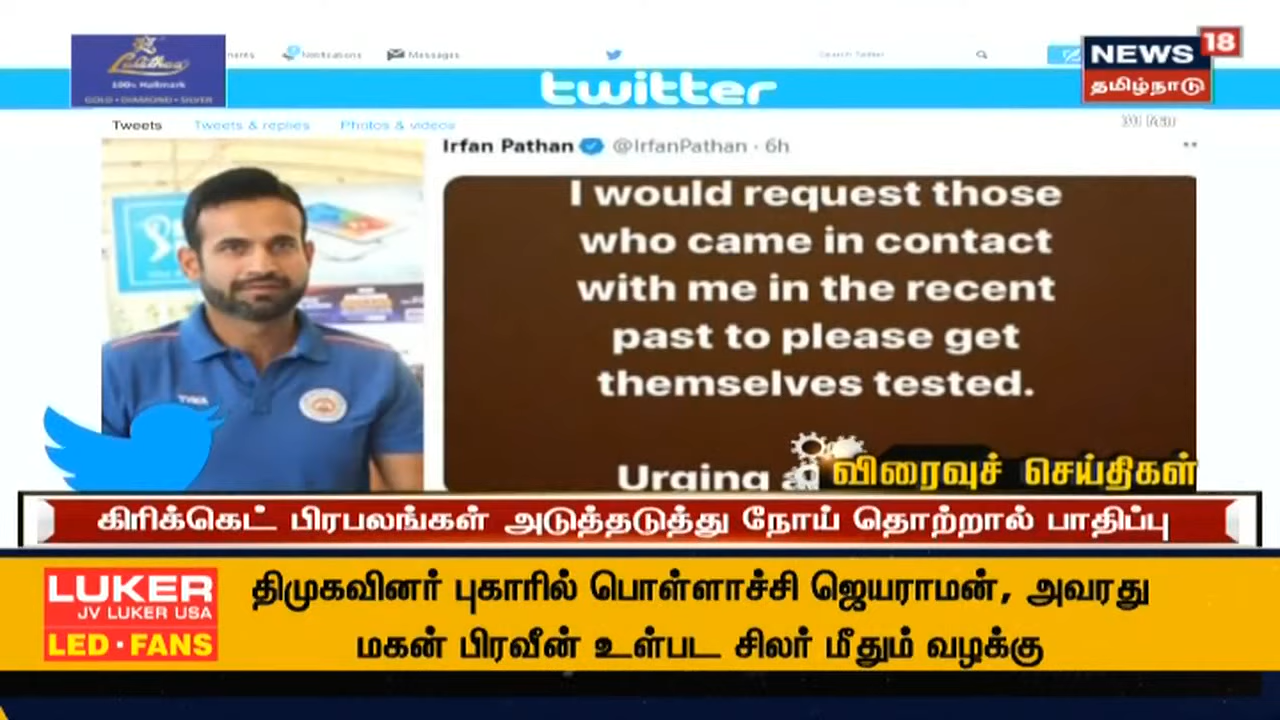 Lalithaa
100% Hallmark
GOLD • DIAMOND • SILVER
Notifications
Messages
Search Twitter
NEWS 18
தமிழ்நாடு
twitter
Tweets
Tweets & replies
Photos & videos
Irfan Pathan @IrfanPathan · 6h
I would request those
who came in contact
with me in the recent
past to please get
themselves tested.
Urging
விரைவுச் செய்திகள்
கிரிக்கெட் பிரபலங்கள் அடுத்தடுத்து நோய் தொற்றால் பாதிப்பு
LUKER
JV LUKER USA
LED · FANS
திமுகவினர் புகாரில் பொள்ளாச்சி ஜெயராமன், அவரது
மகன் பிரவீன் உள்பட சிலர் மீதும் வழக்கு